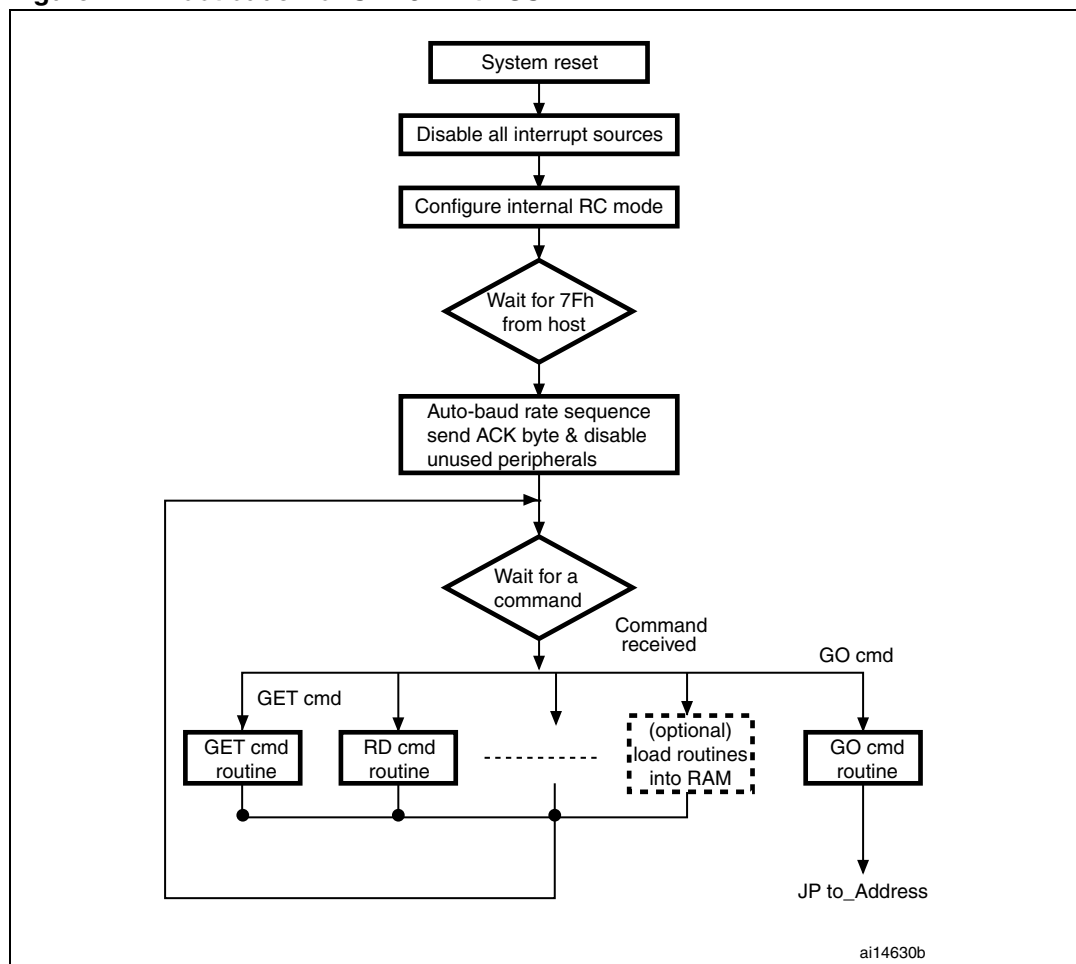 System reset
Disable all interrupt sources
Configure internal RC mode
Wait for 7Fh
from host
Auto-baud rate sequence
send ACK byte & disable
unused peripherals
Wait for a
command
Command
received
GO cmd
GET cmd
GET cmd
routine
RD cmd
routine
(optional)
load routines
into RAM
GO cmd
routine
JP to_Address
ai14630b